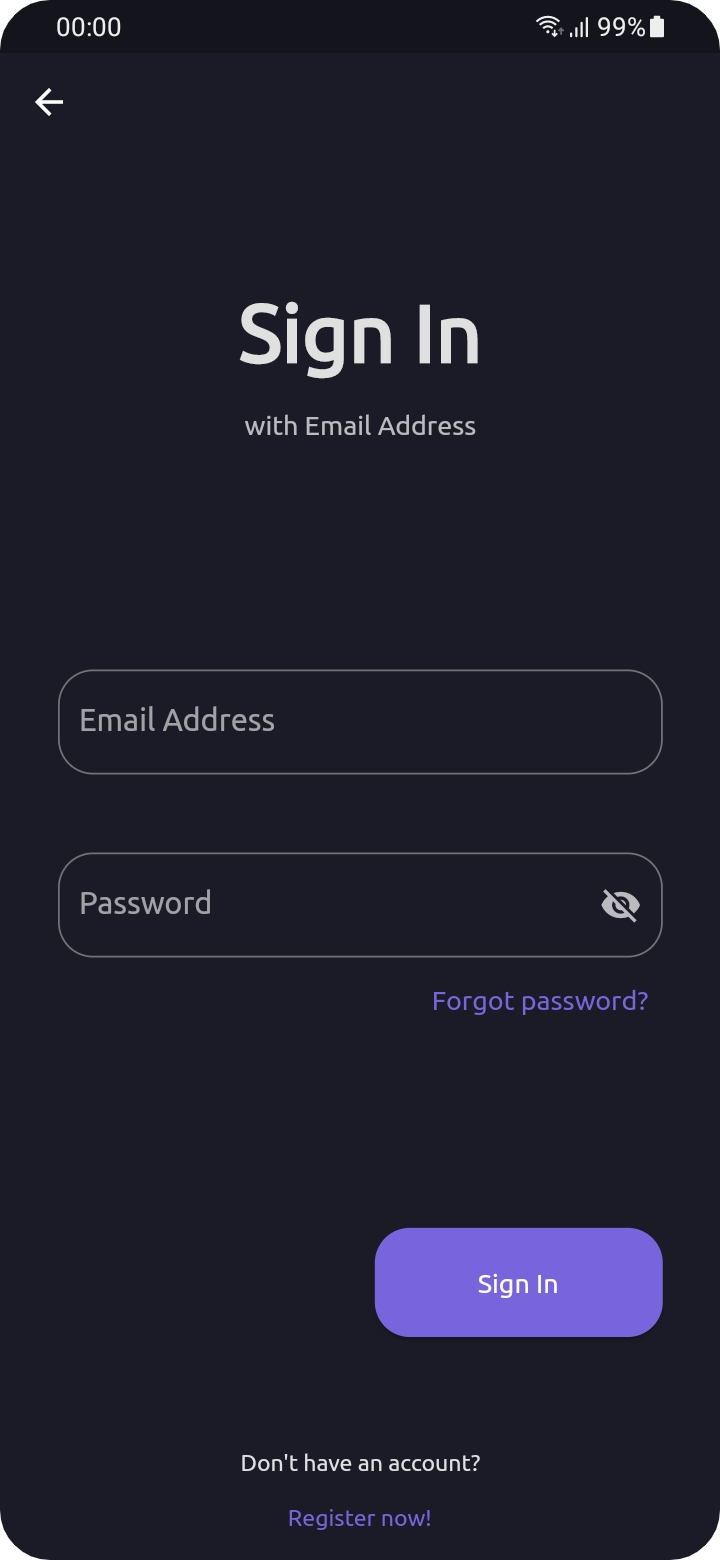 00:00 99%
Sign In
with Email Address
Email Address
Password
Forgot password?
Sign In
Don't have an account?
Register now!